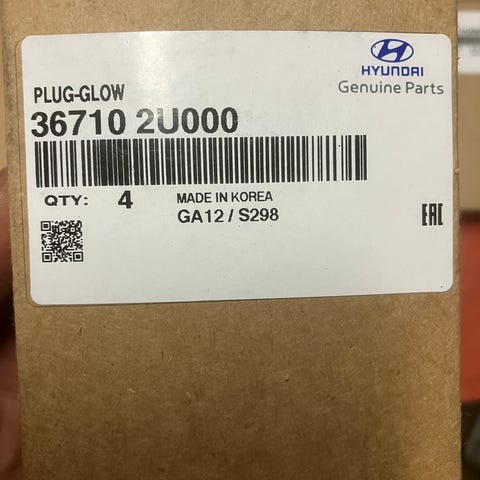 HYUNDAI
Genuine Parts
PLUG-GLOW
36710 2U000
QTY: 4
MADE IN KOREA
GA12 / S298
EAC